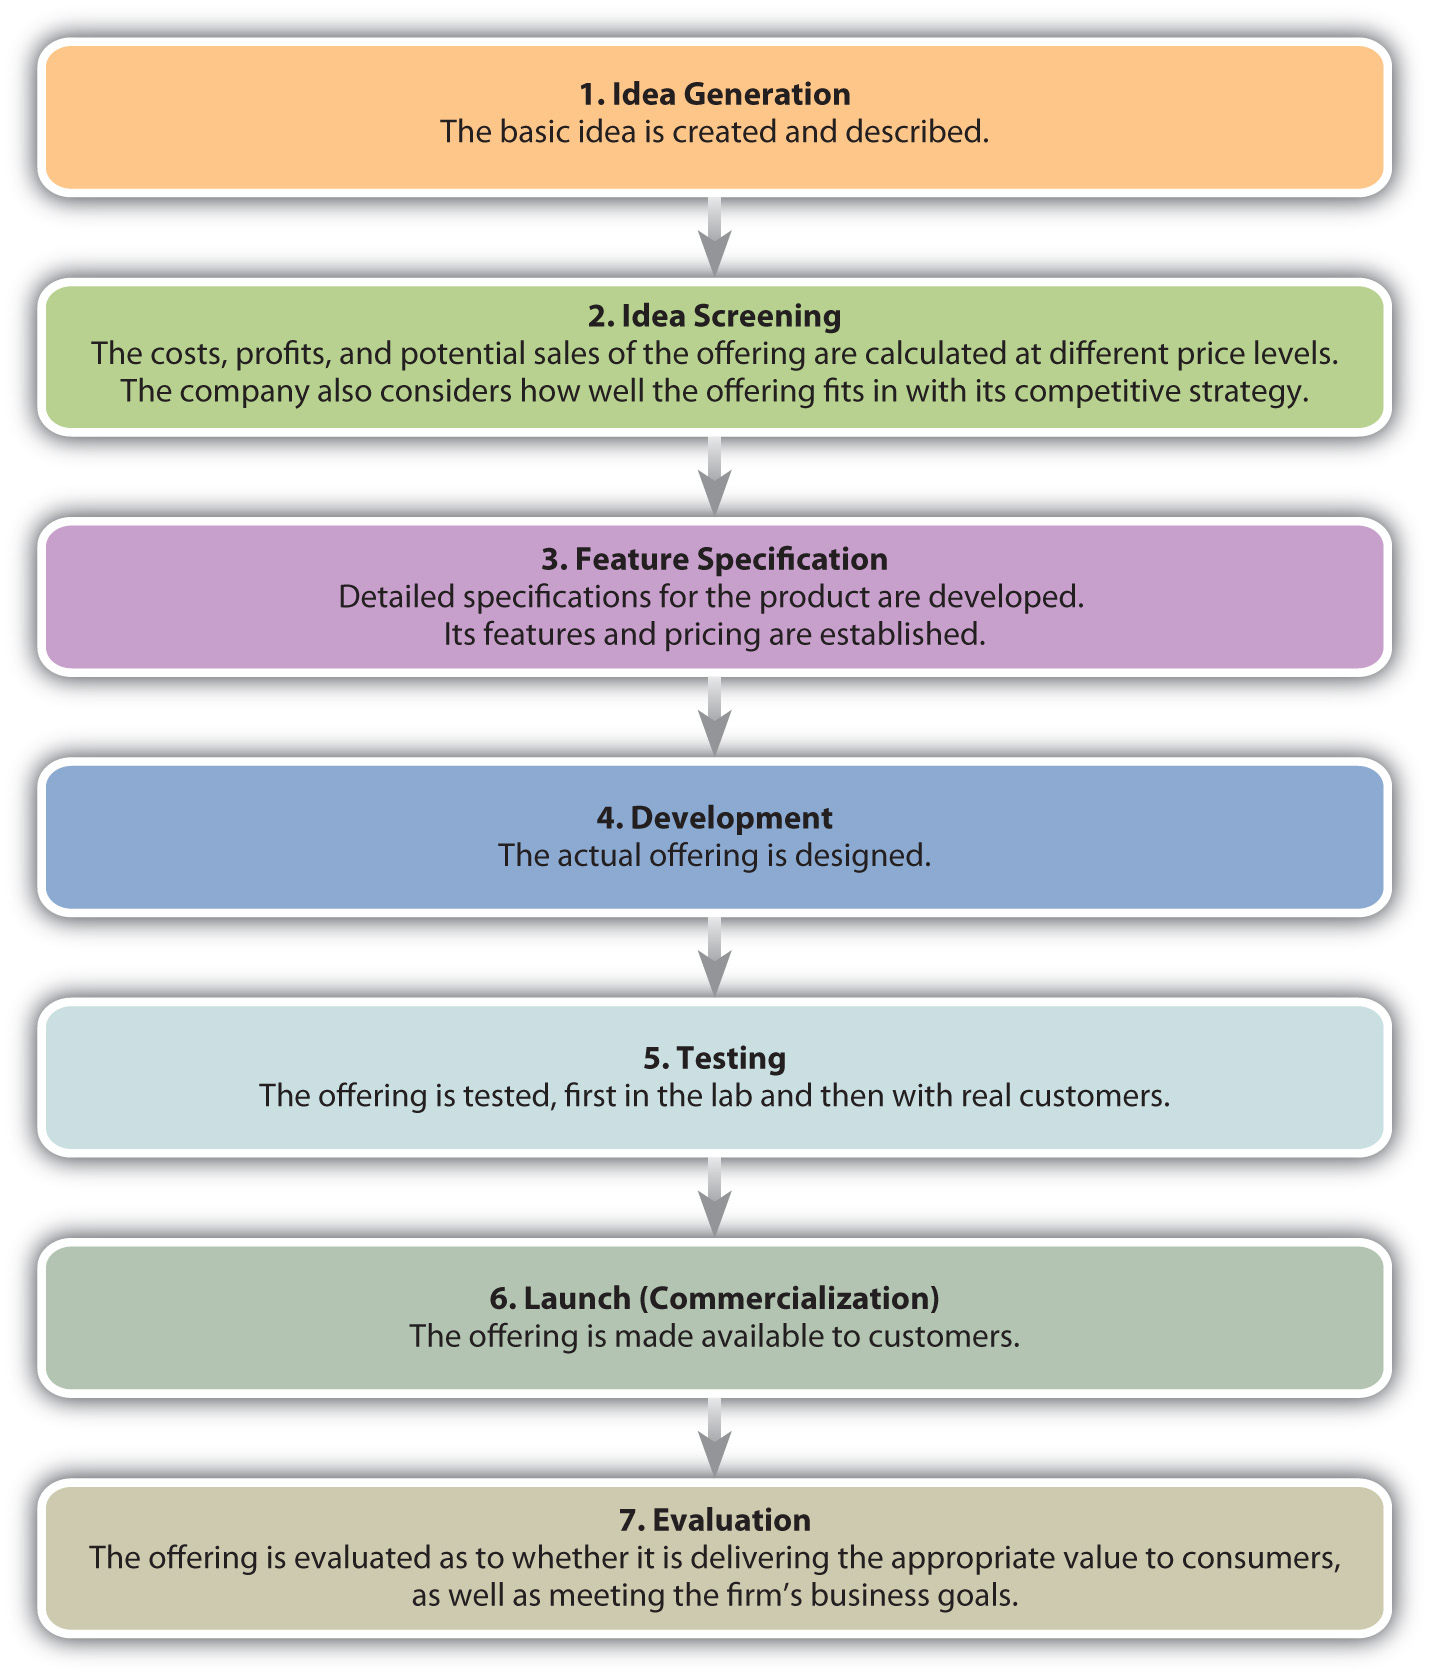 1. Idea Generation
The basic idea is created and described.
2. Idea Screening
The costs, profits, and potential sales of the offering are calculated at different price levels.
The company also considers how well the offering fits in with its competitive strategy.
3. Feature Specification
Detailed specifications for the product are developed.
Its features and pricing are established.
4. Development
The actual offering is designed.
5. Testing
The offering is tested, first in the lab and then with real customers.
6. Launch (Commercialization)
The offering is made available to customers.
7. Evaluation
The offering is evaluated as to whether it is delivering the appropriate value to consumers,
as well as meeting the firm’s business goals.